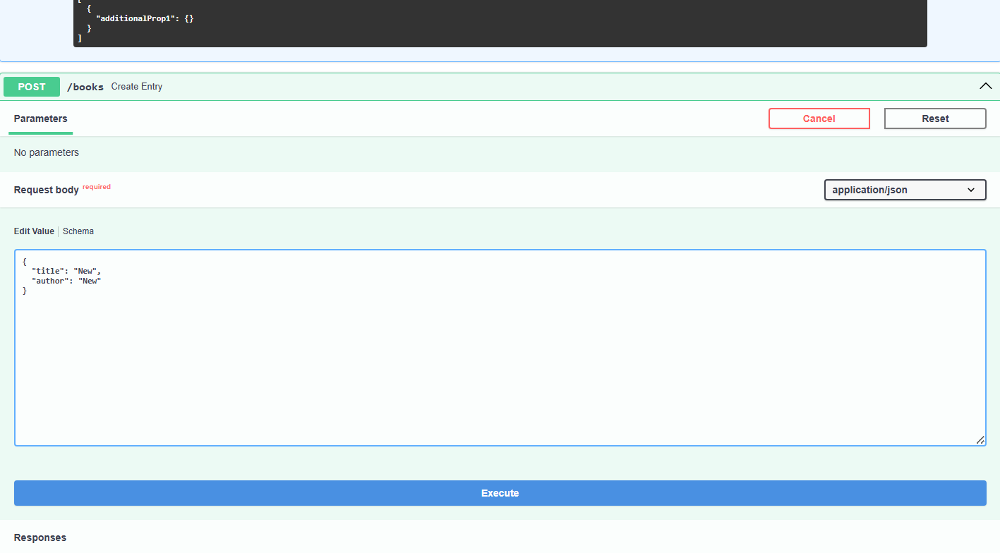 [
{
"additionalProp1": {}
}
]
POST /books Create Entry
Parameters
Cancel
Reset
No parameters
Request body required
application/json
Edit Value | Schema
{
"title": "New",
"author": "New"
}
Execute
Responses